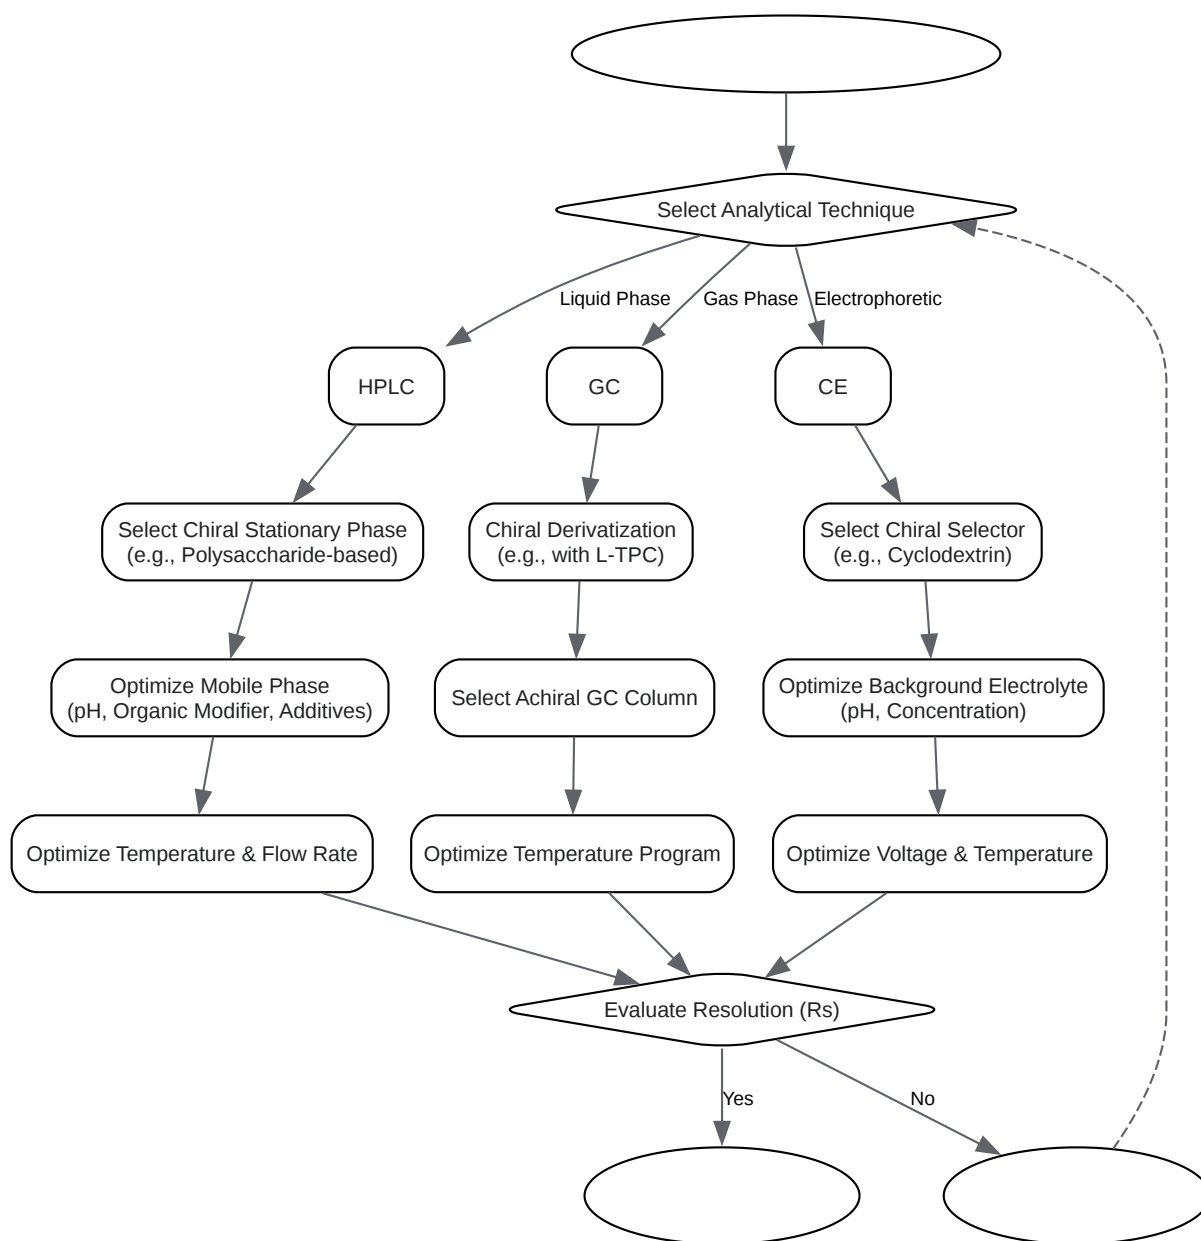 Select Analytical Technique
Liquid Phase
Gas Phase
Electrophoretic
HPLC
GC
CE
Select Chiral Stationary Phase
(e.g., Polysaccharide-based)
Chiral Derivatization
(e.g., with L-TPC)
Select Chiral Selector
(e.g., Cyclodextrin)
Optimize Mobile Phase
(pH, Organic Modifier, Additives)
Select Achiral GC Column
Optimize Background Electrolyte
(pH, Concentration)
Optimize Temperature & Flow Rate
Optimize Temperature Program
Optimize Voltage & Temperature
Evaluate Resolution (Rs)
Yes
No